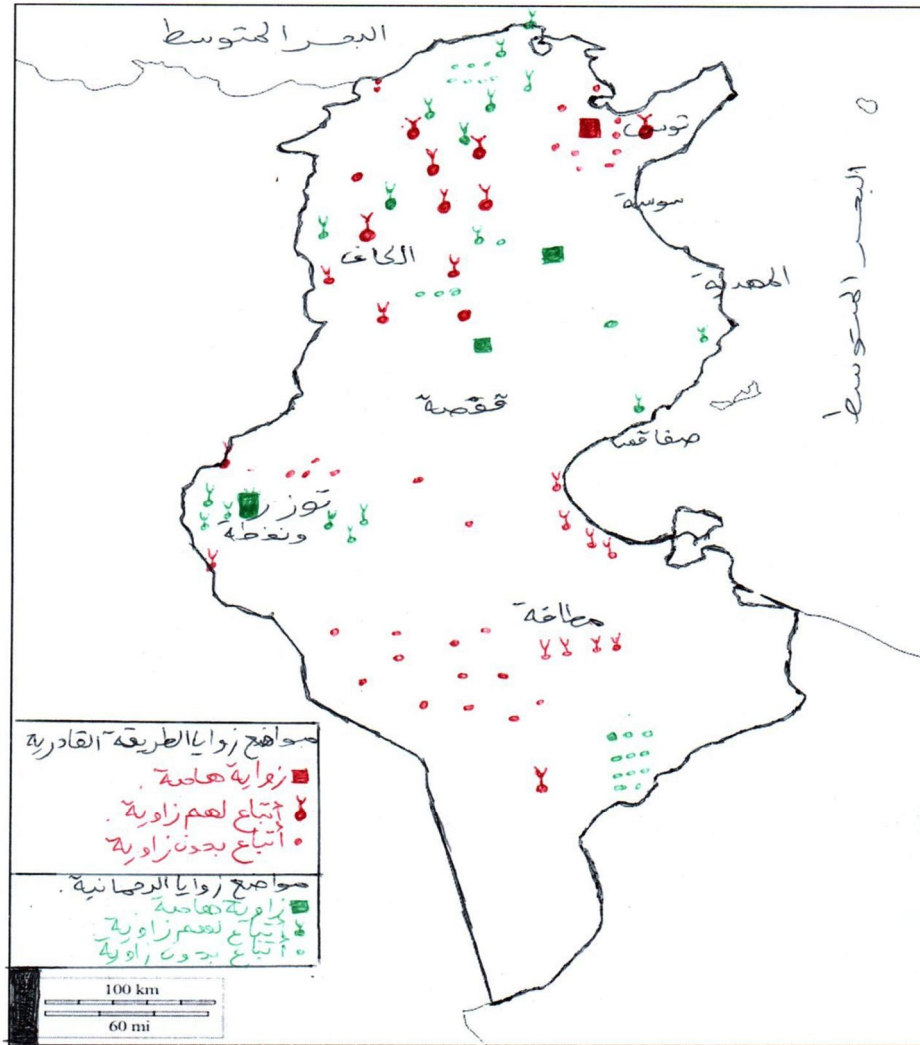 البحر المتوسط
تونس
البحر المتوسط
سوسة
الكاف
المهدية
قفصة
صفاقس
توزر
ونفطة
مطاقة
مواضع زوايا الطريقة القادرية
زواية هامة.
أتباع لهم زاوية.
أتباع بدون زاوية
مواضع زوايا الرحمانية.
زاوية هامة
أتباع لهم زاوية.
أتباع بدون زاوية
100 km
60 mi